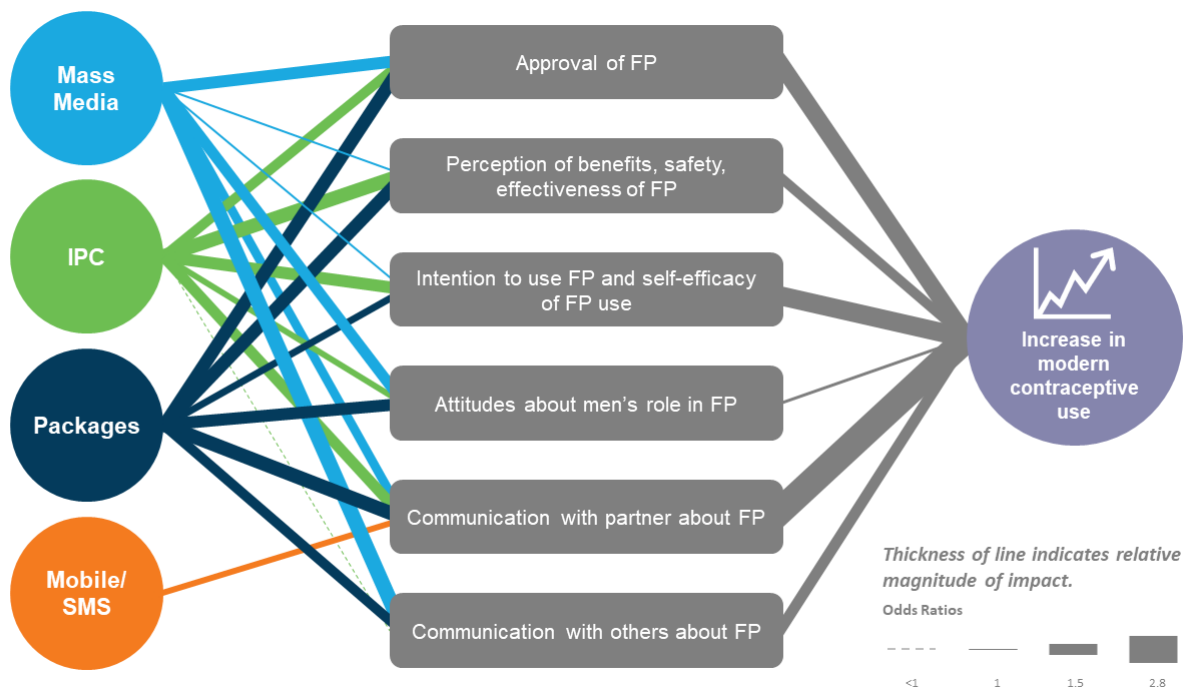 Mass
Media
IPC
Packages
Mobile/
SMS
Approval of FP
Perception of benefits, safety,
effectiveness of FP
Intention to use FP and self-efficacy
of FP use
Attitudes about men's role in FP
Communication with partner about FP
Communication with others about FP
Increase in
modern
contraceptive
use
Thickness of line indicates relative
magnitude of impact.
Odds Ratios
<1 1 1.5 2.8